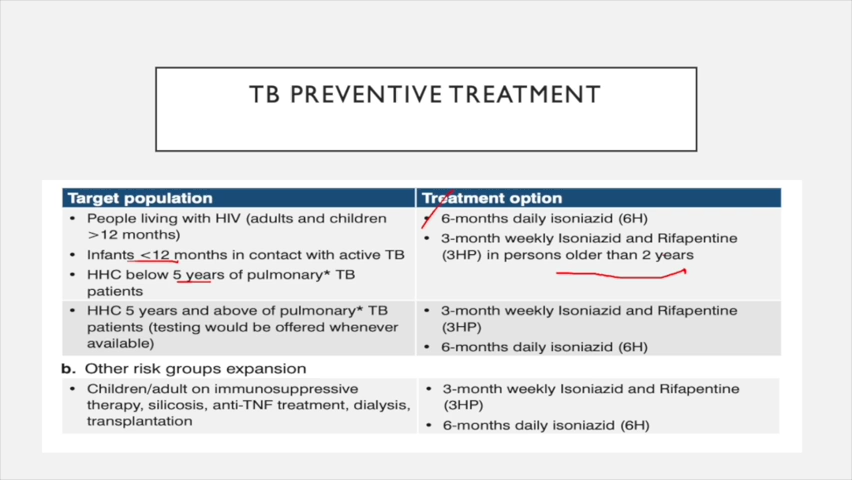 TB PREVENTIVE TREATMENT
Target population
Treatment option
• People living with HIV (adults and children
>12 months)
• Infants <12 months in contact with active TB
• HHC below 5 years of pulmonary* TB
patients
• 6-months daily isoniazid (6H)
• 3-month weekly Isoniazid and Rifapentine
(3HP) in persons older than 2 years
• HHC 5 years and above of pulmonary* TB
patients (testing would be offered whenever
available)
• 3-month weekly Isoniazid and Rifapentine
(3HP)
• 6-months daily isoniazid (6H)
b. Other risk groups expansion
• Children/adult on immunosuppressive
therapy, silicosis, anti-TNF treatment, dialysis,
transplantation
• 3-month weekly Isoniazid and Rifapentine
(3HP)
• 6-months daily isoniazid (6H)